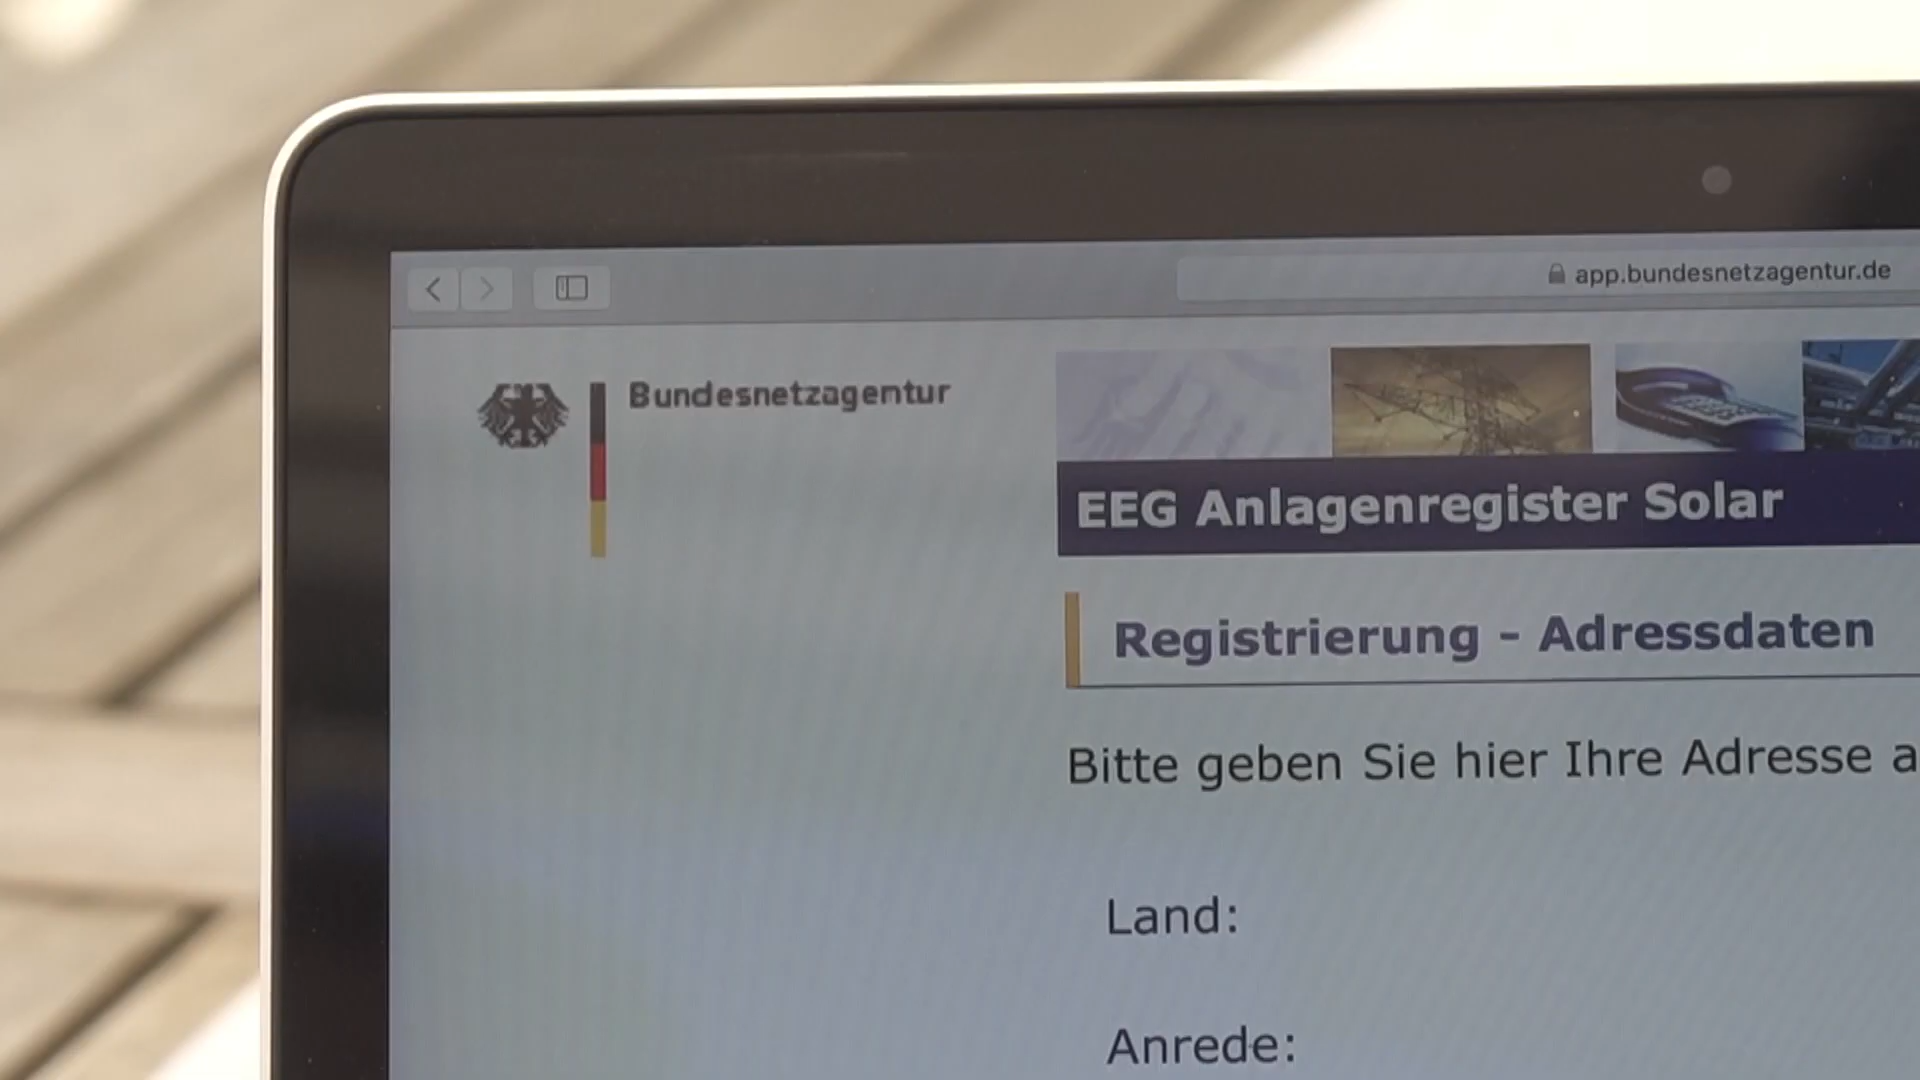 app.bundesnetzagentur.de
Bundesnetzagentur
EEG Anlagenregister Solar
Registrierung - Adressdaten
Bitte geben Sie hier Ihre Adresse a
Land:
Anrede: